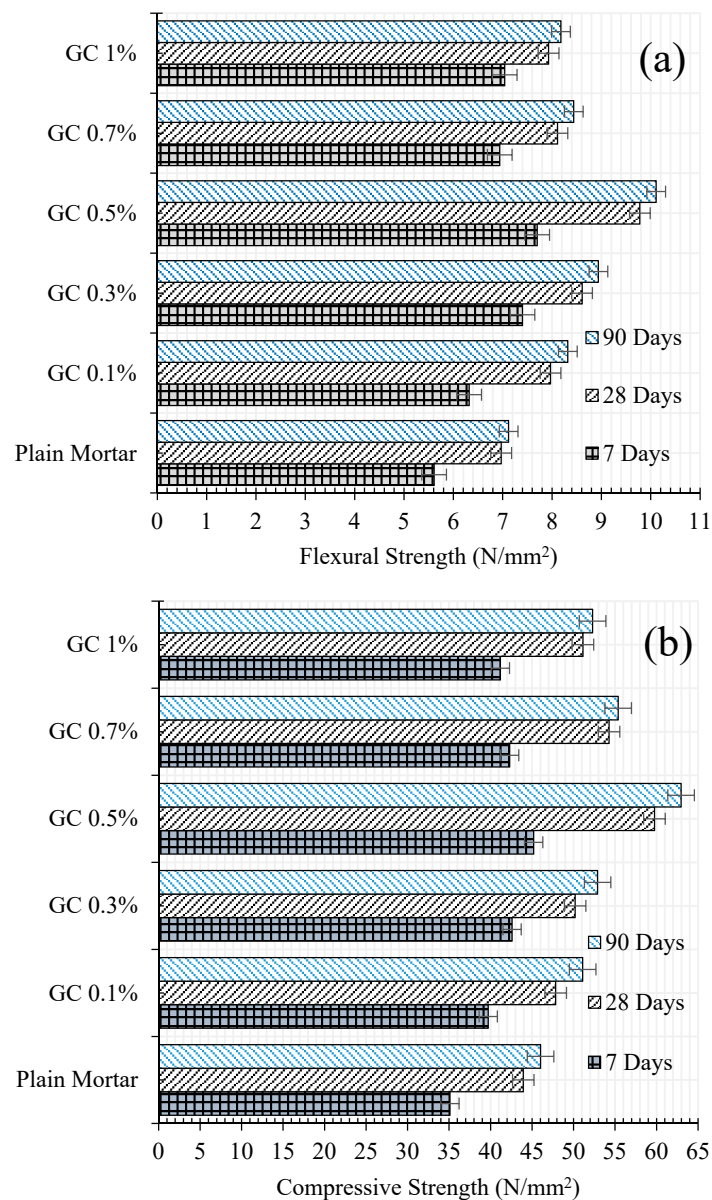 GC 1%
(a)
GC 0.7%
GC 0.5%
GC 0.3%
90 Days
GC 0.1%
28 Days
Plain Mortar
7 Days
0 1 2 3 4 5 6 7 8 9 10 11
Flexural Strength (N/mm²)
GC 1%
(b)
GC 0.7%
GC 0.5%
GC 0.3%
90 Days
GC 0.1%
28 Days
Plain Mortar
7 Days
0 5 10 15 20 25 30 35 40 45 50 55 60 65
Compressive Strength (N/mm²)